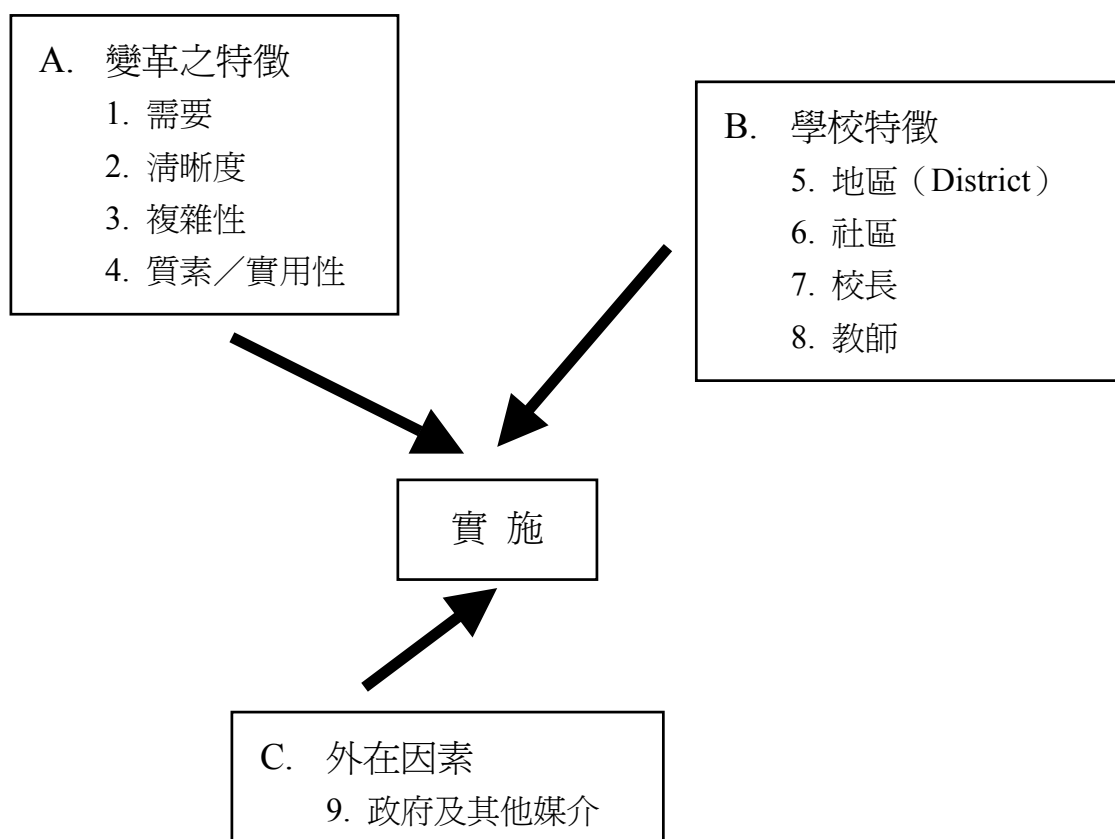 A. 變革之特徵
1. 需要
2. 清晰度
3. 複雜性
4. 質素／實用性
B. 學校特徵
5. 地區（District）
6. 社區
7. 校長
8. 教師
實 施
C. 外在因素
9. 政府及其他媒介